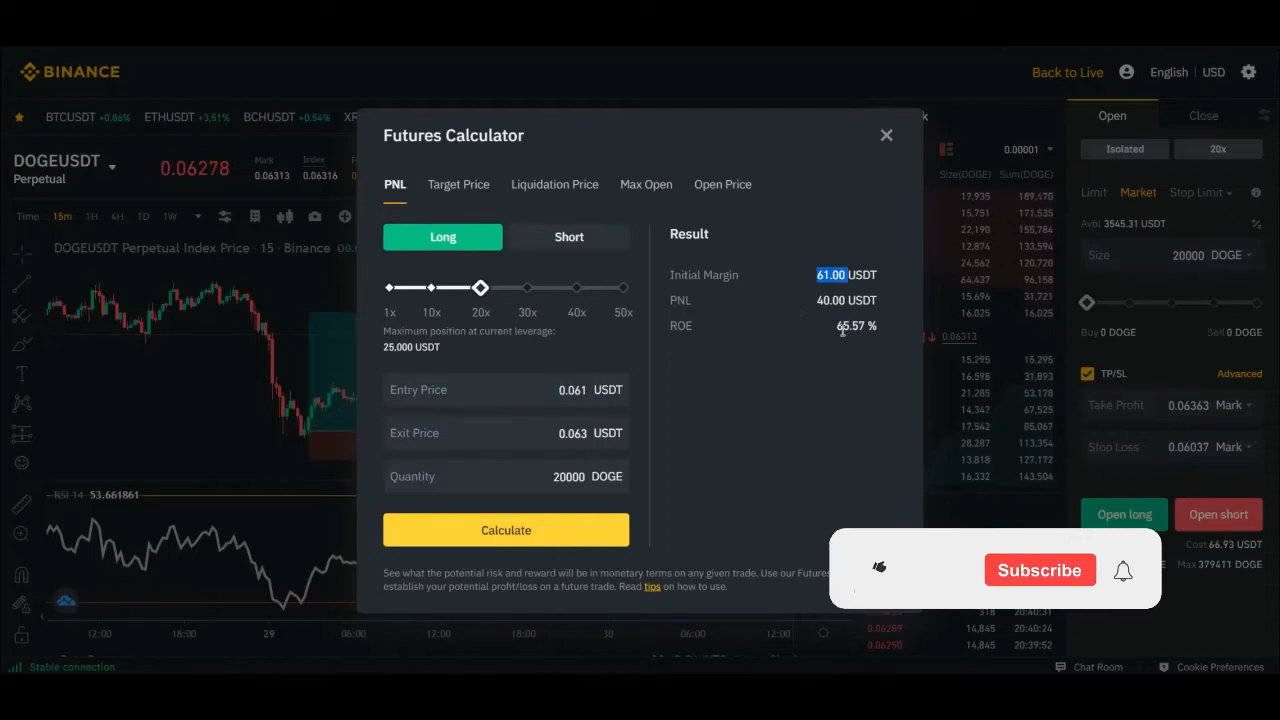 BINANCE
Back to Live English | USD
BTCUSDT +0.86% ETHUSDT +3.51% BCHUSDT +0.54% XR
Open Close
DOGEUSDT
Perpetual
0.06278
Mark
0.06313
Index
0.06316
Time 15m 1H 4H 1D 1W
DOGEUSDT Perpetual Index Price · 15 · Binance
RSI 14 53.661861
12:00 18:00 29 06:00 12:00 18:00 30 06:00 12:00
Futures Calculator
PNL Target Price Liquidation Price Max Open Open Price
Long Short
1x 10x 20x 30x 40x 50x
Maximum position at current leverage:
25,000 USDT
Entry Price 0.061 USDT
Exit Price 0.063 USDT
Quantity 20000 DOGE
Calculate
Result
Initial Margin 61.00 USDT
PNL 40.00 USDT
ROE 65.57 %
See what the potential risk and reward will be in monetary terms on any given trade. Use our Futures
establish your potential profit/loss on a future trade. Read tips on how to use.
0.00001
Size(DOGE) Sum(DOGE)
17,935 189,470
15,751 171,535
22,190 155,784
12,874 133,594
24,562 120,720
64,437 96,158
15,696 31,721
16,025 16,025
0.06313
15,295 15,295
16,598 31,893
21,285 53,178
14,347 67,525
17,542 85,067
28,287 113,354
13,818 127,172
16,332 143,504
318 20:40:31
0.06289 14,845 20:40:24
0.06250 14,845 20:39:52
Isolated 20x
Limit Market Stop Limit
Avbl 3545.31 USDT
Size 20000 DOGE
Buy 0 DOGE Sell 0 DOGE
TP/SL Advanced
Take Profit 0.06363 Mark
Stop Loss 0.06037 Mark
Open long Open short
Cost 66.93 USDT
Max 379411 DOGE
Subscribe
Stable connection
Chat Room Cookie Preferences